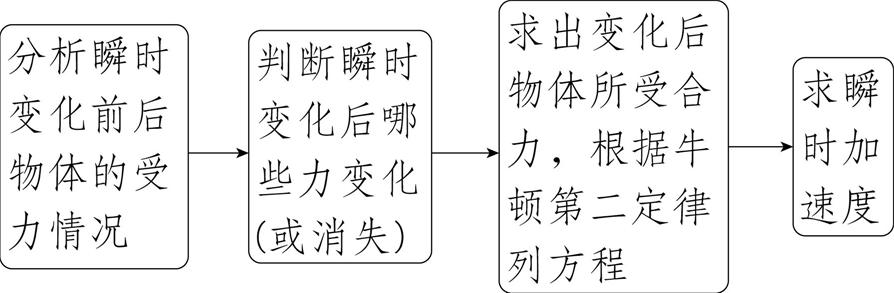 分析瞬时
变化前后
物体的受
力情况
判断瞬时
变化后哪
些力变化
(或消失)
求出变化后
物体所受合
力，根据牛
顿第二定律
列方程
求瞬
时加
速度